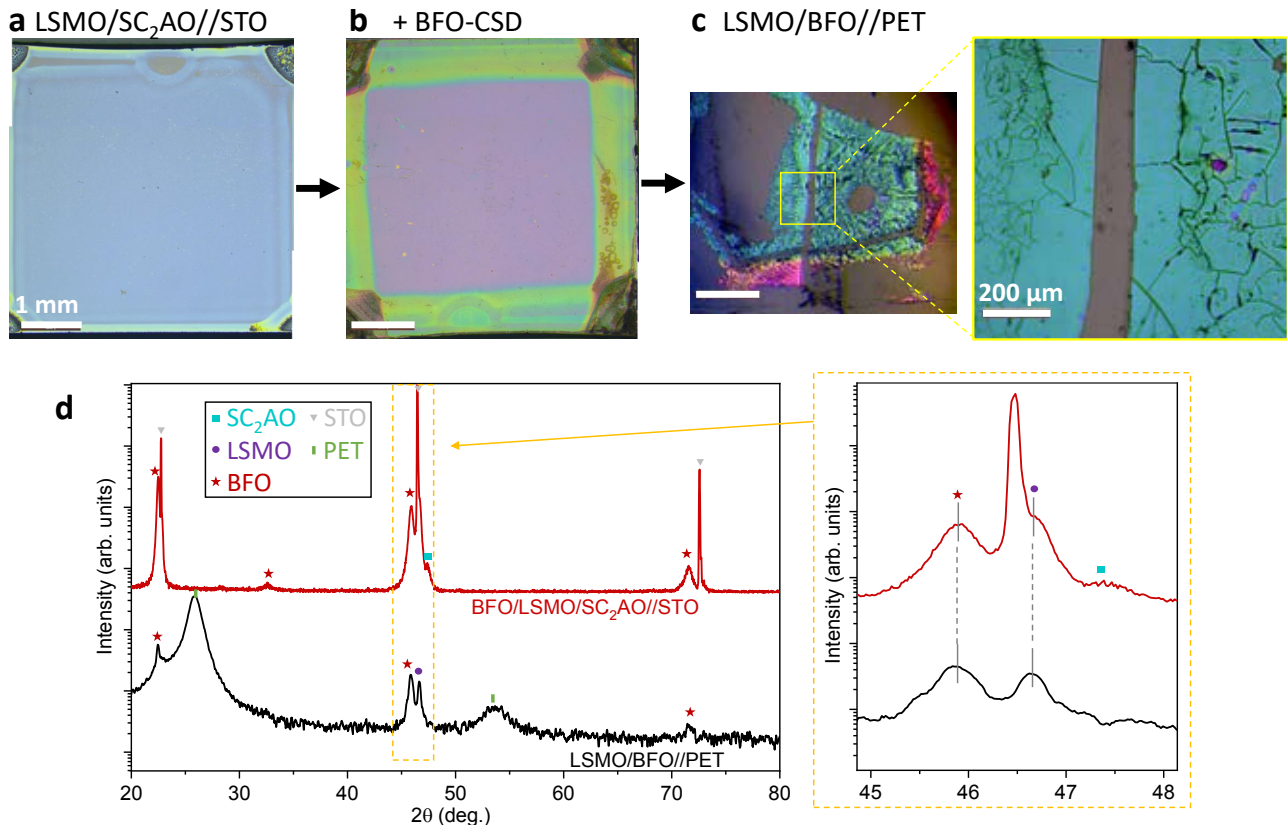 a LSMO/SC₂AO//STO
b + BFO-CSD
c LSMO/BFO//PET
1 mm
200 µm
d
SC₂AO STO
LSMO PET
BFO
Intensity (arb. units)
BFO/LSMO/SC₂AO//STO
LSMO/BFO//PET
20 30 40 50 60 70 80
2θ (deg.)
Intensity (arb. units)
45 46 47 48